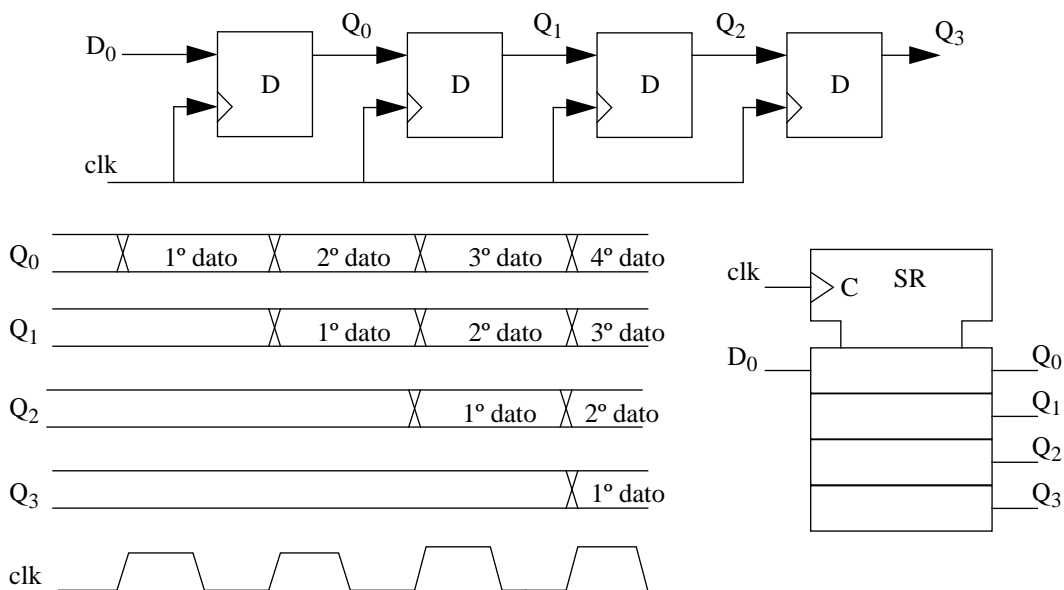 D₀ Q₀ Q₁ Q₂ Q₃
D D D D
clk
Q₀ 1º dato 2º dato 3º dato 4º dato
Q₁ 1º dato 2º dato 3º dato
Q₂ 1º dato 2º dato
Q₃ 1º dato
clk
clk C SR
D₀ Q₀
Q₁
Q₂
Q₃